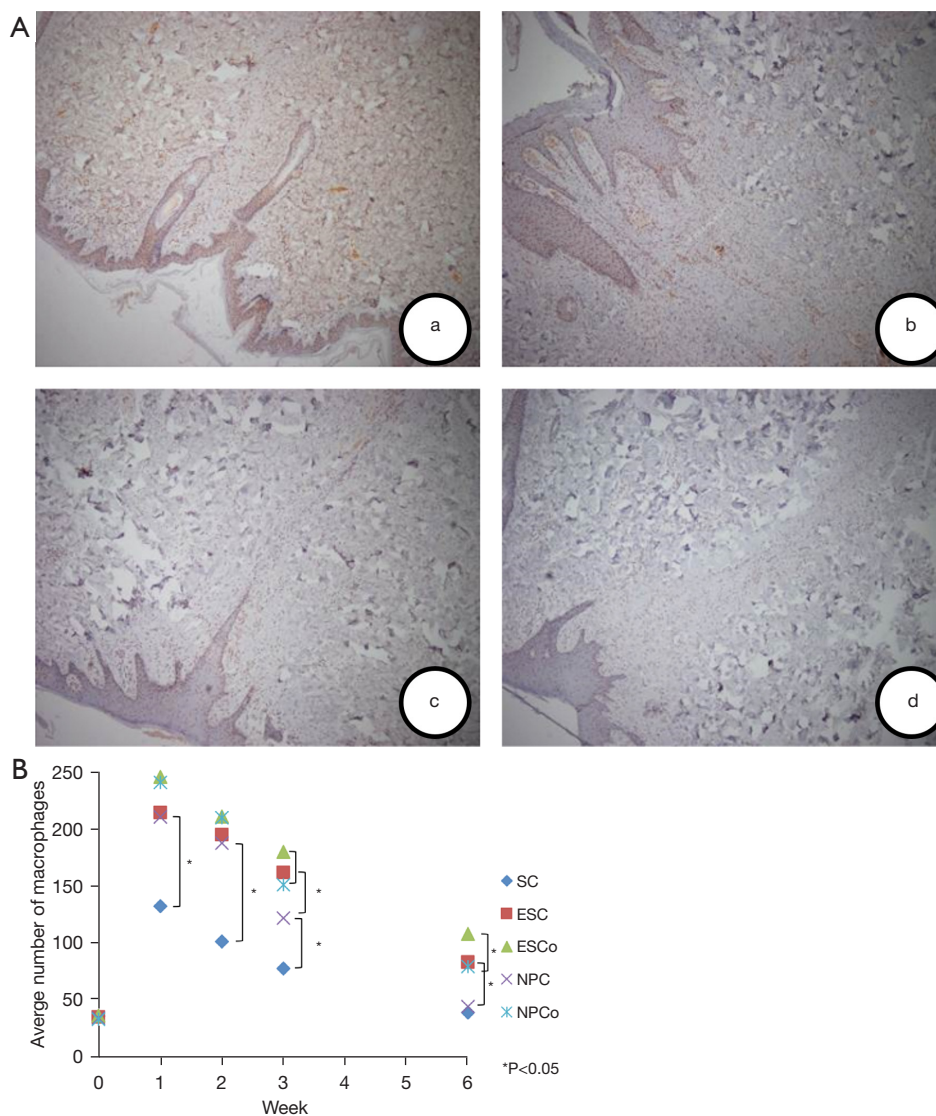 A
a
b
c
d
B
Averge number of macrophages
250
200
150
100
50
0
0 1 2 3 4 5 6
Week
*
*
*
*
*
*
SC
ESC
ESCo
NPC
NPCo
*P<0.05